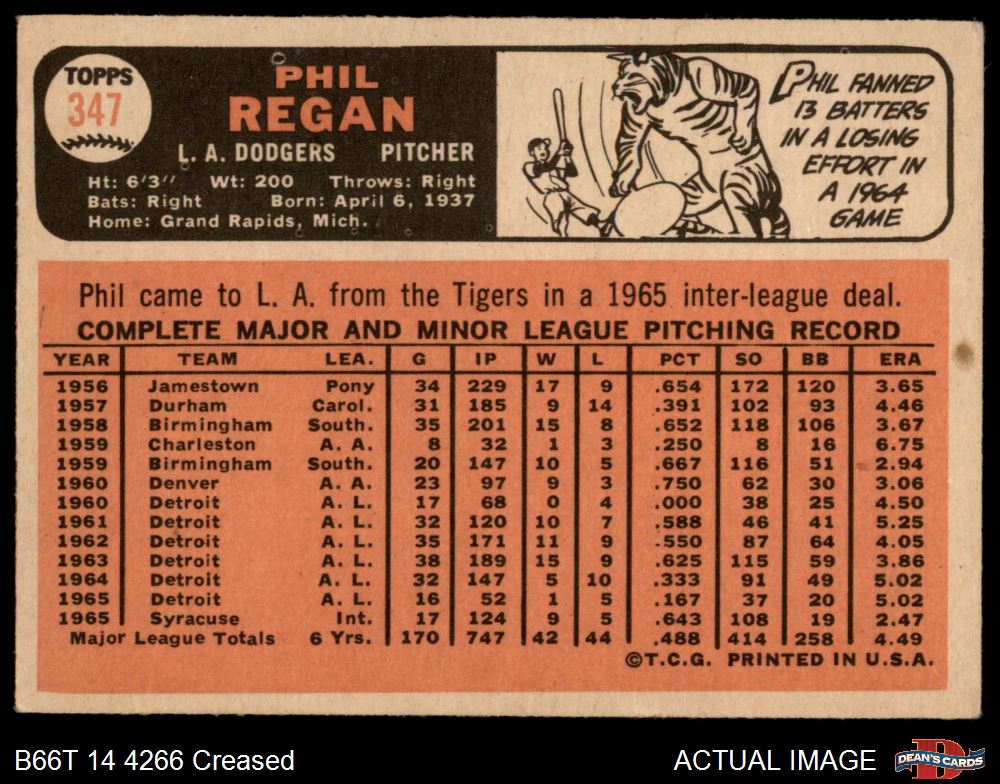 TOPPS
347
PHIL
REGAN
L. A. DODGERS PITCHER
Ht: 6'3" Wt: 200 Throws: Right
Bats: Right Born: April 6, 1937
Home: Grand Rapids, Mich.
PHIL FANNED
13 BATTERS
IN A LOSING
EFFORT IN
A 1964
GAME
Phil came to L. A. from the Tigers in a 1965 inter-league deal.
COMPLETE MAJOR AND MINOR LEAGUE PITCHING RECORD
YEAR TEAM LEA. G IP W L PCT SO BB ERA
1956 Jamestown Pony 34 229 17 9 .654 172 120 3.65
1957 Durham Carol. 31 185 9 14 .391 102 93 4.46
1958 Birmingham South. 35 201 15 8 .652 118 106 3.67
1959 Charleston A. A. 8 32 1 3 .250 8 16 6.75
1959 Birmingham South. 20 147 10 5 .667 116 51 2.94
1960 Denver A. A. 23 97 9 3 .750 62 30 3.06
1960 Detroit A. L. 17 68 0 4 .000 38 25 4.50
1961 Detroit A. L. 32 120 10 7 .588 46 41 5.25
1962 Detroit A. L. 35 171 11 9 .550 87 64 4.05
1963 Detroit A. L. 38 189 15 9 .625 115 59 3.86
1964 Detroit A. L. 32 147 5 10 .333 91 49 5.02
1965 Detroit A. L. 16 52 1 5 .167 37 20 5.02
1965 Syracuse Int. 17 124 9 5 .643 108 19 2.47
Major League Totals 6 Yrs. 170 747 42 44 .488 414 258 4.49
©T.C.G. PRINTED IN U.S.A.
B66T 14 4266 Creased
ACTUAL IMAGE
D
DEAN'S CARDS